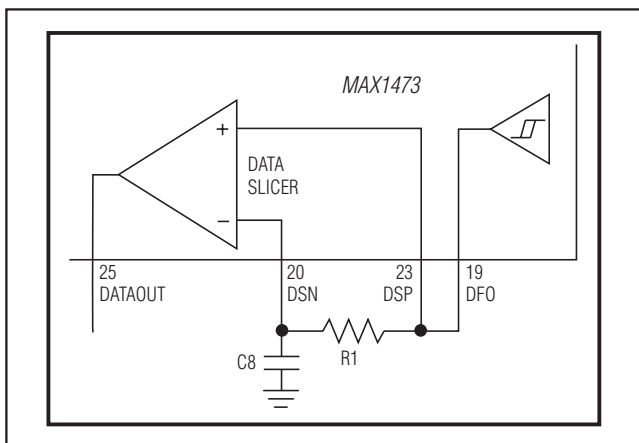 MAX1473
+
DATA
SLICER
−
25
DATAOUT
20
DSN
23
DSP
19
DFO
C8
R1